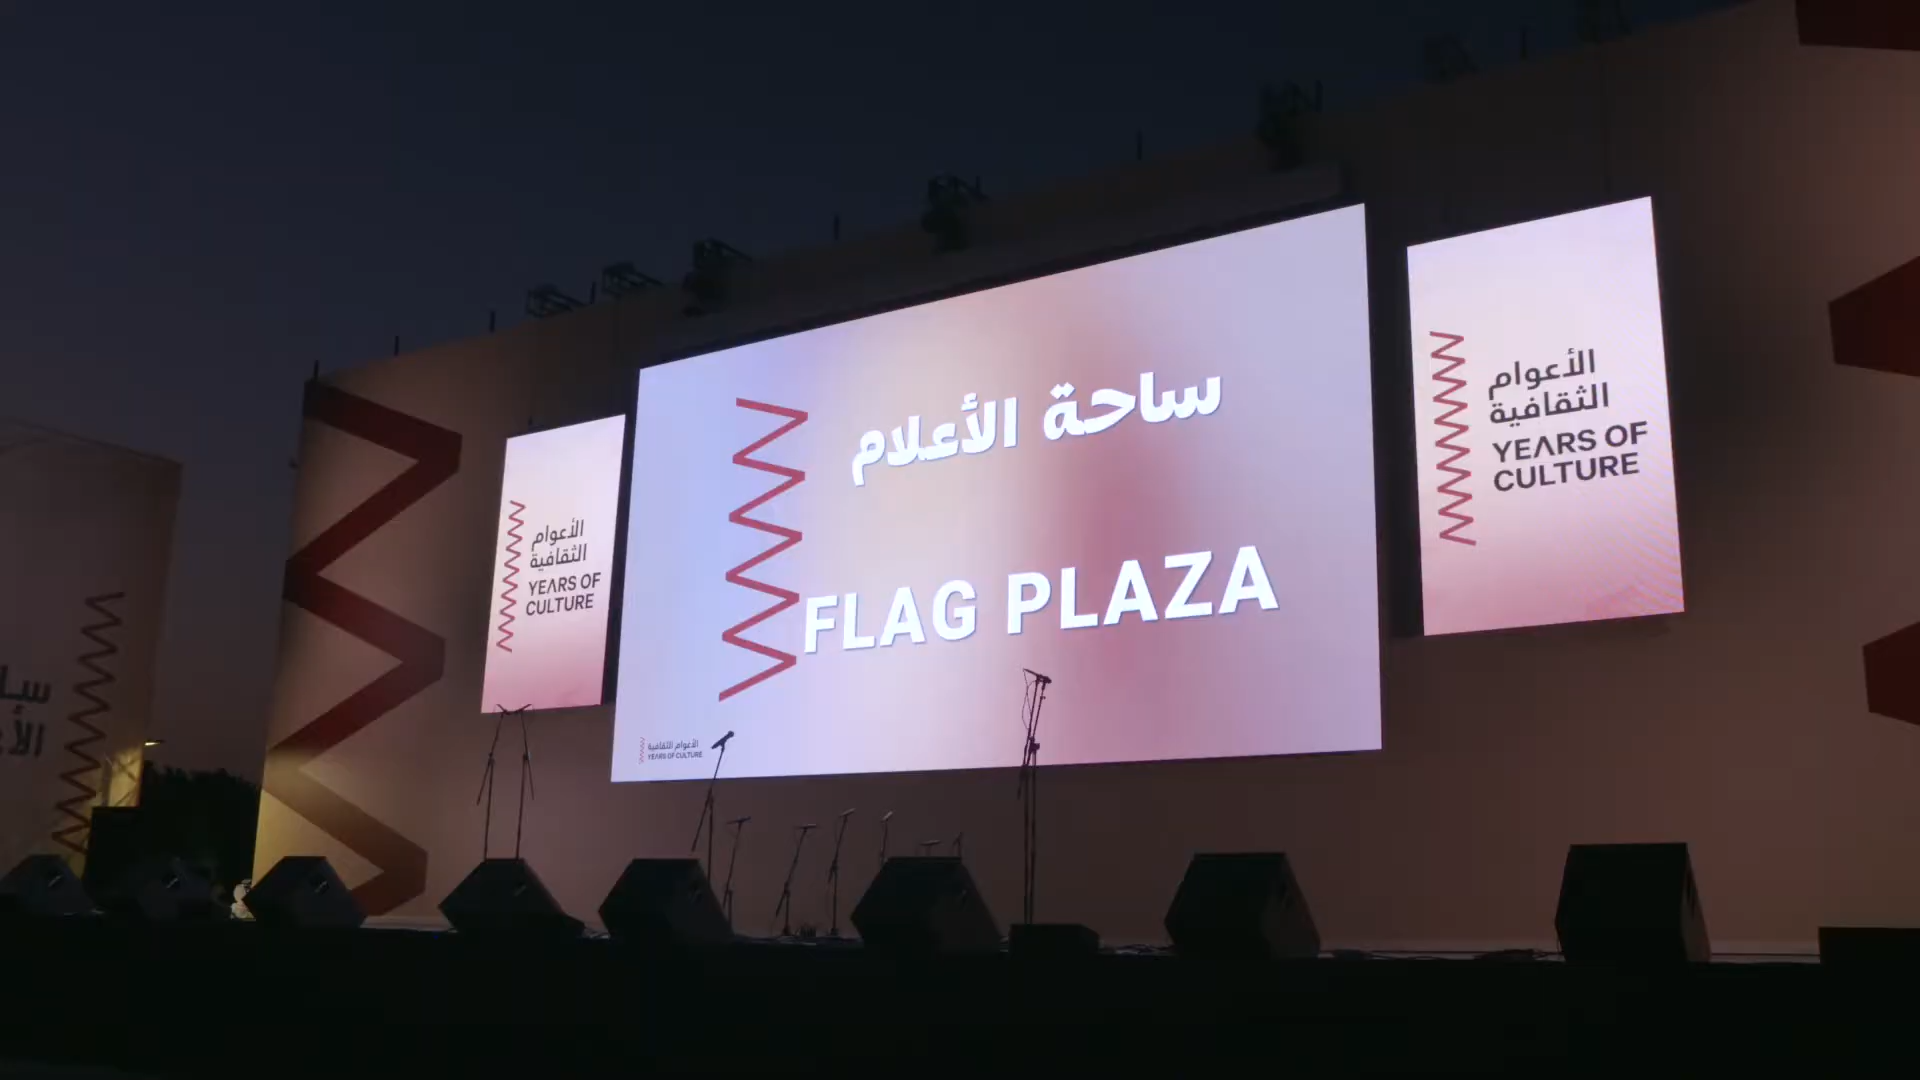 ساحة الأعلام
FLAG PLAZA
الأعوام الثقافية
YEARS OF CULTURE
الأعوام
الثقافية
YEARS OF
CULTURE
الأعوام
الثقافية
YEARS OF
CULTURE